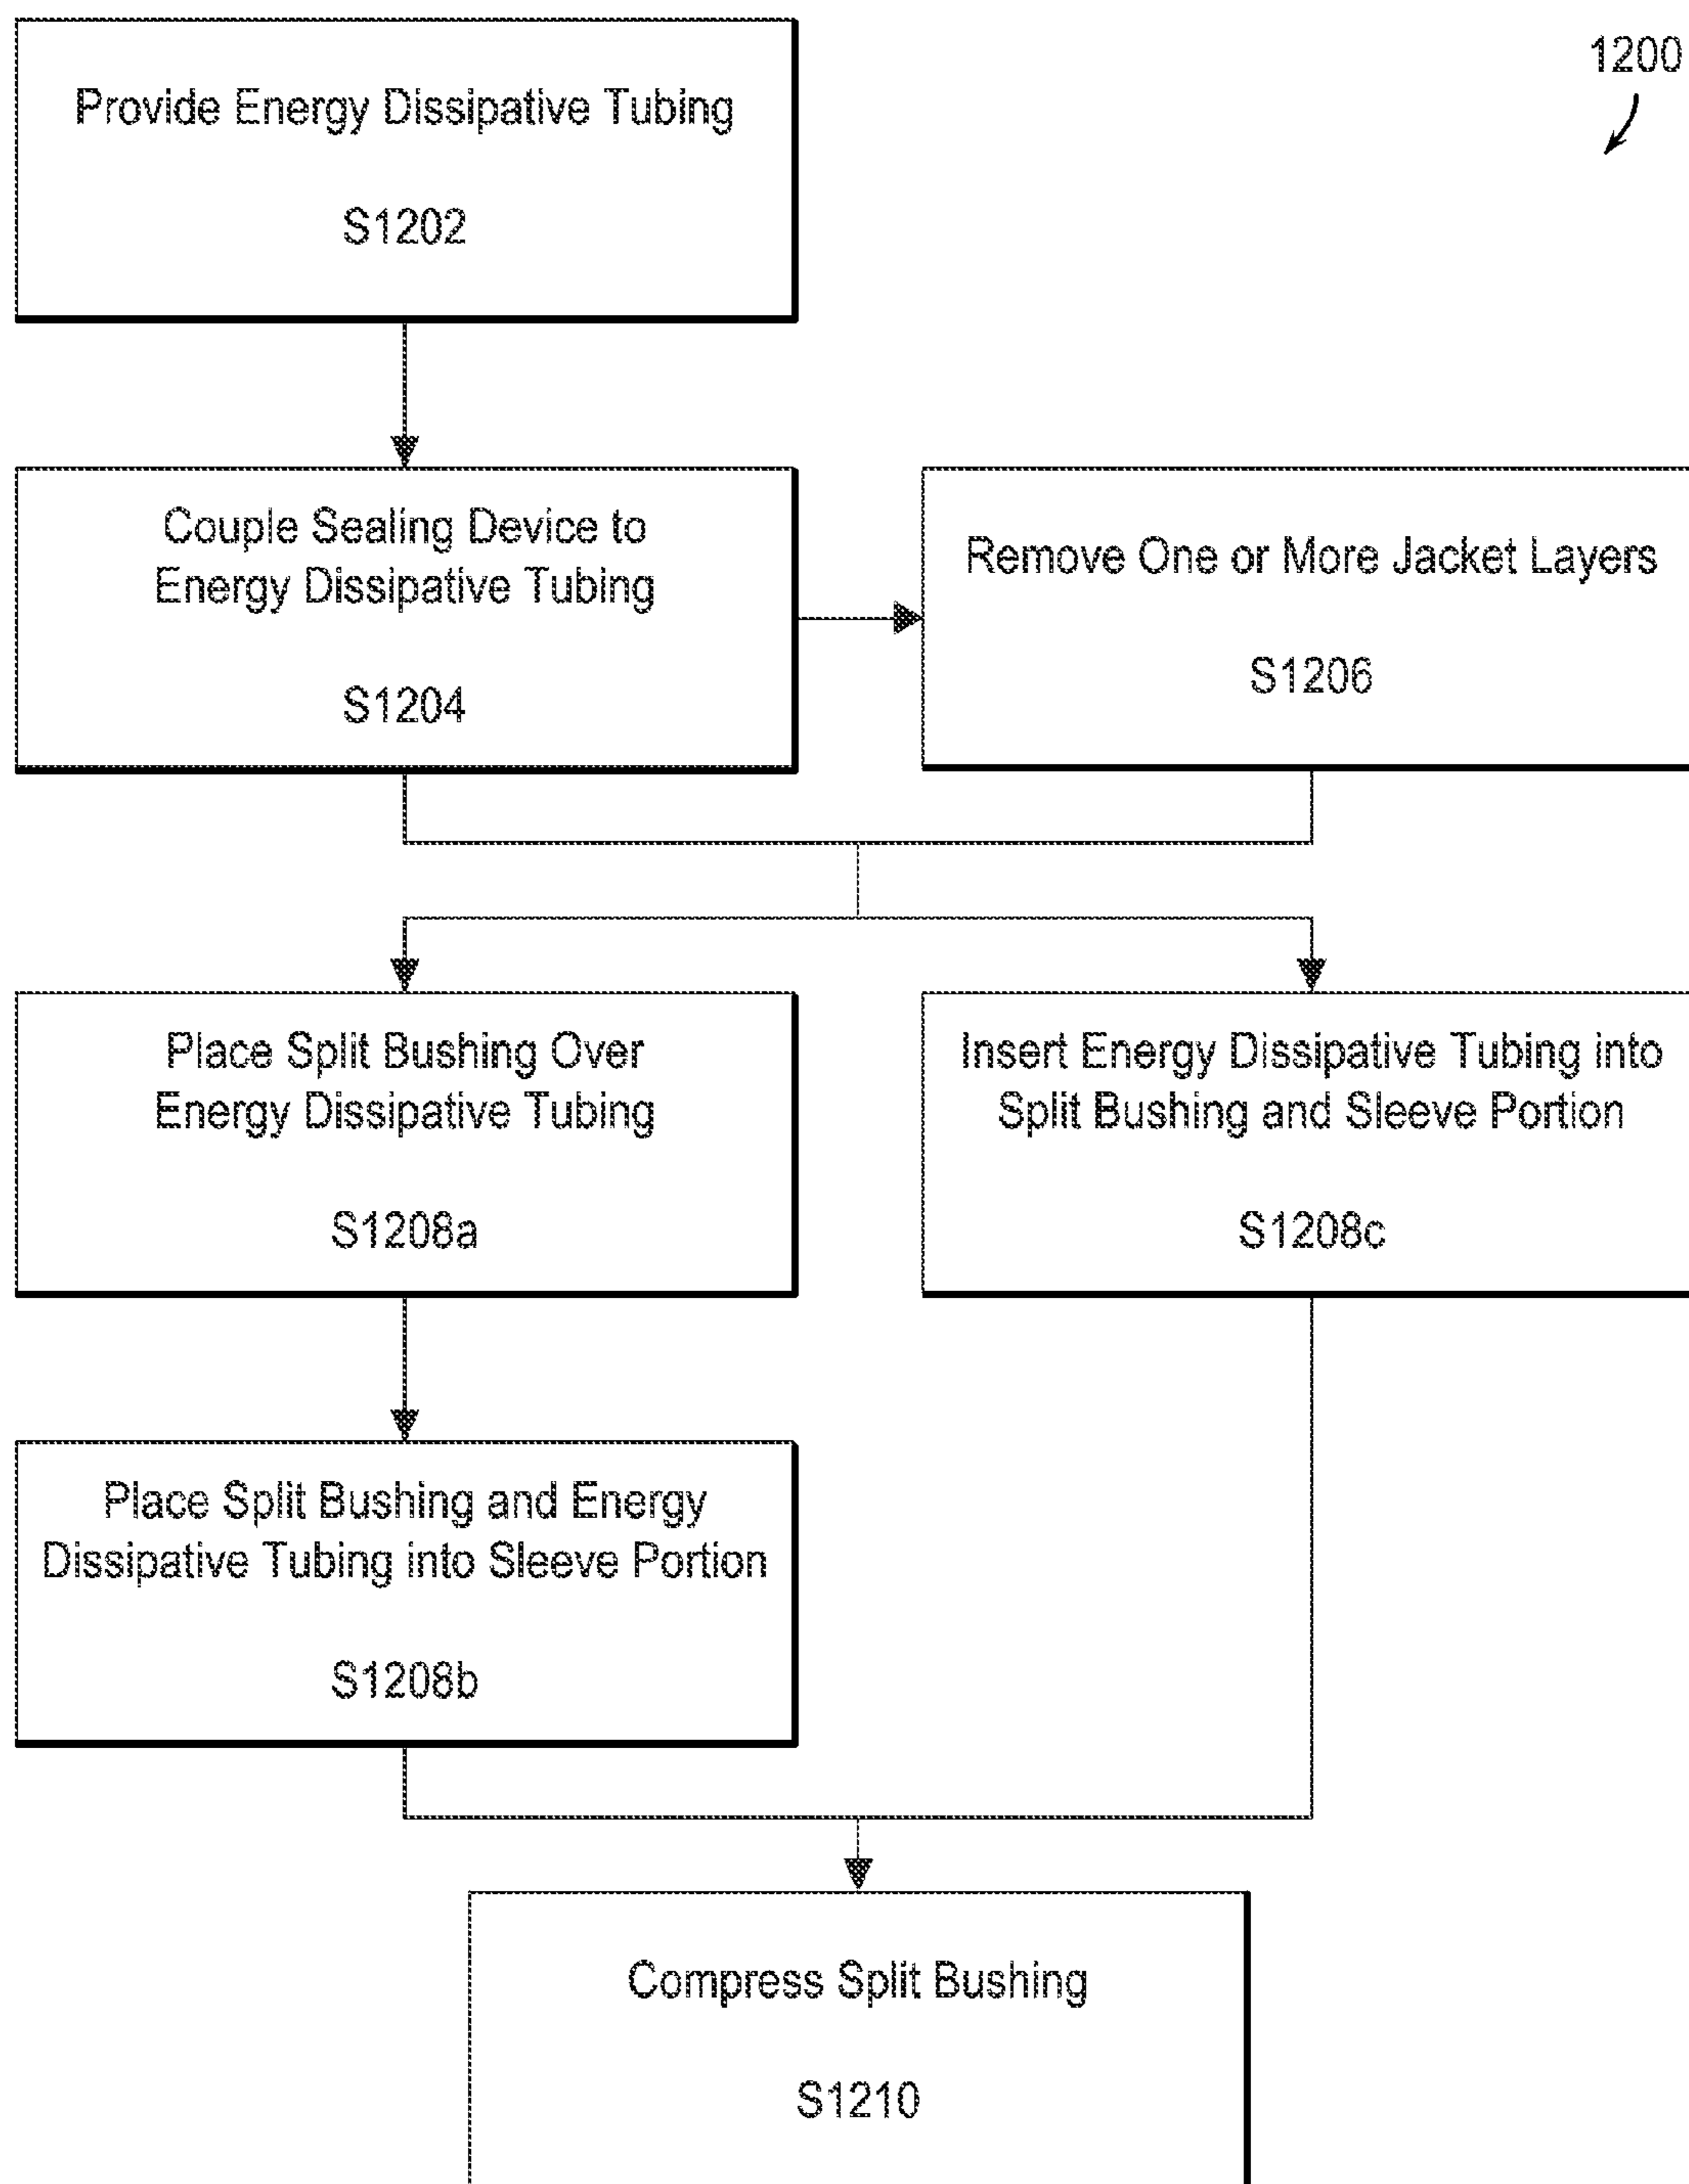 1200
Provide Energy Dissipative Tubing
S1202
Couple Sealing Device to
Energy Dissipative Tubing
S1204
Remove One or More Jacket Layers
S1206
Place Split Bushing Over
Energy Dissipative Tubing
S1208a
Insert Energy Dissipative Tubing into
Split Bushing and Sleeve Portion
S1208c
Place Split Bushing and Energy
Dissipative Tubing into Sleeve Portion
S1208b
Compress Split Bushing
S1210